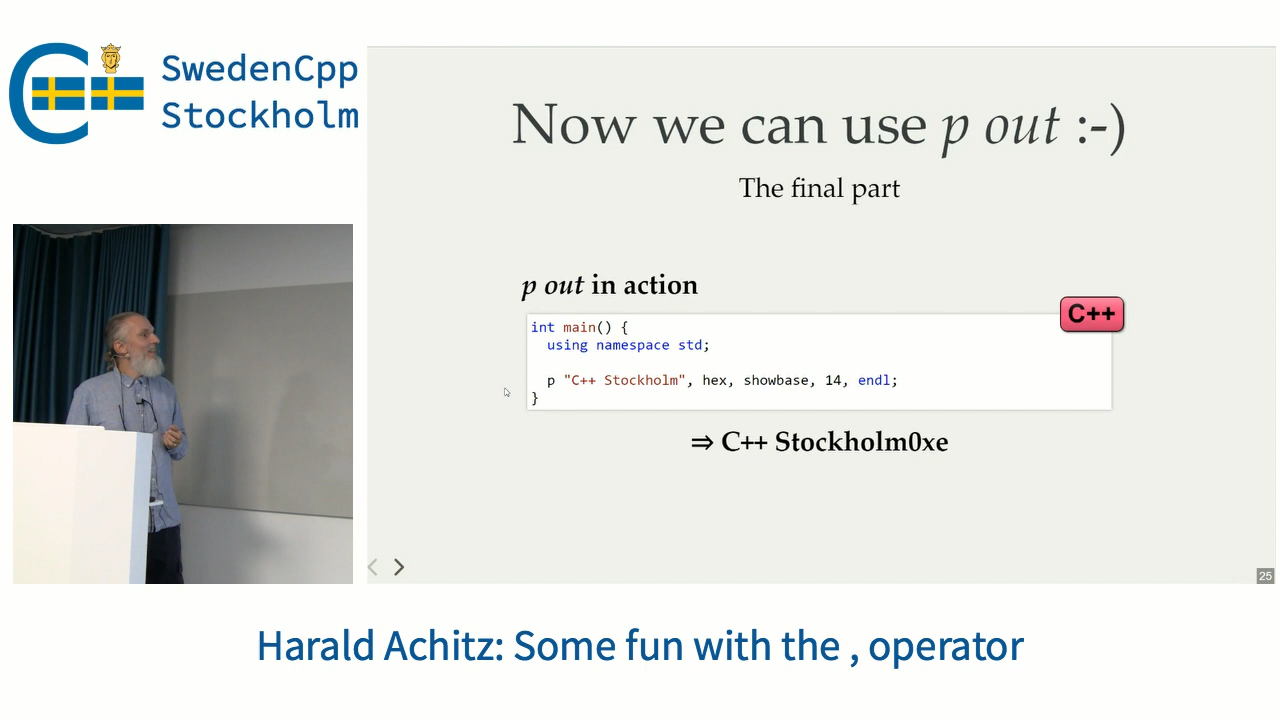 SwedenCpp
Stockholm
Now we can use p out :-)
The final part
p out in action
C++
int main() {
using namespace std;
p "C++ Stockholm", hex, showbase, 14, endl;
}
⇒ C++ Stockholm0xe
25
Harald Achitz: Some fun with the , operator